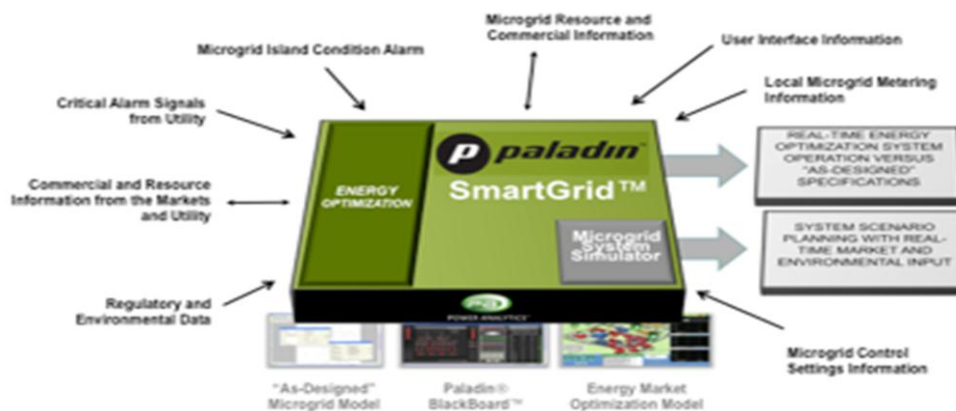 Microgrid Resource and
Commercial Information
Microgrid Island Condition Alarm
User Interface Information
Local Microgrid Metering
Information
Critical Alarm Signals
from Utility
Commercial and Resource
Information from the Markets
and Utility
Regulatory and
Environmental Data
ENERGY
OPTIMIZATION
P paladin™
SmartGrid™
Microgrid
System
Simulator
REAL-TIME ENERGY
OPTIMIZATION SYSTEM
OPERATION VERSUS
"AS-DESIGNED"
SPECIFICATIONS
SYSTEM SCENARIO
PLANNING WITH REAL-
TIME MARKET AND
ENVIRONMENTAL INPUT
POWER ANALYTICS
Microgrid Control
Settings Information
"As-Designed"
Microgrid Model
Paladin®
BlackBoard™
Energy Market
Optimization Model